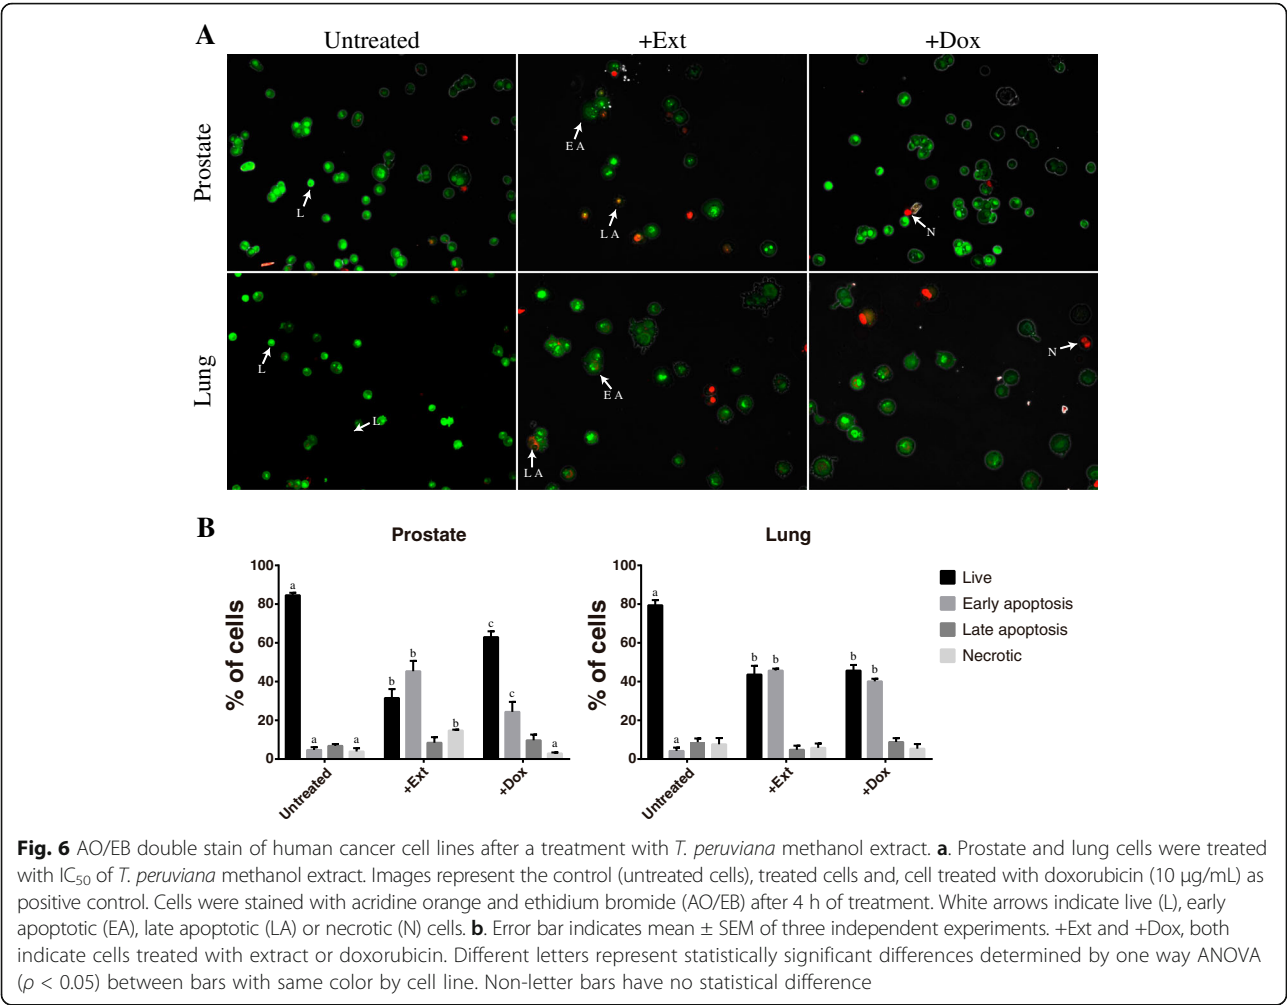 A
Untreated
+Ext
+Dox
Prostate
L
EA
LA
N
Lung
L
L
EA
LA
N
B
Prostate
% of cells
100
80
60
40
20
0
a
a
a
b
b
b
c
c
a
Untreated
+Ext
+Dox
Lung
% of cells
100
80
60
40
20
0
a
a
b
b
b
b
Untreated
+Ext
+Dox
Live
Early apoptosis
Late apoptosis
Necrotic
Fig. 6 AO/EB double stain of human cancer cell lines after a treatment with T. peruviana methanol extract. a. Prostate and lung cells were treated
with IC50 of T. peruviana methanol extract. Images represent the control (untreated cells), treated cells and, cell treated with doxorubicin (10 μg/mL) as
positive control. Cells were stained with acridine orange and ethidium bromide (AO/EB) after 4 h of treatment. White arrows indicate live (L), early
apoptotic (EA), late apoptotic (LA) or necrotic (N) cells. b. Error bar indicates mean ± SEM of three independent experiments. +Ext and +Dox, both
indicate cells treated with extract or doxorubicin. Different letters represent statistically significant differences determined by one way ANOVA
(p < 0.05) between bars with same color by cell line. Non-letter bars have no statistical difference